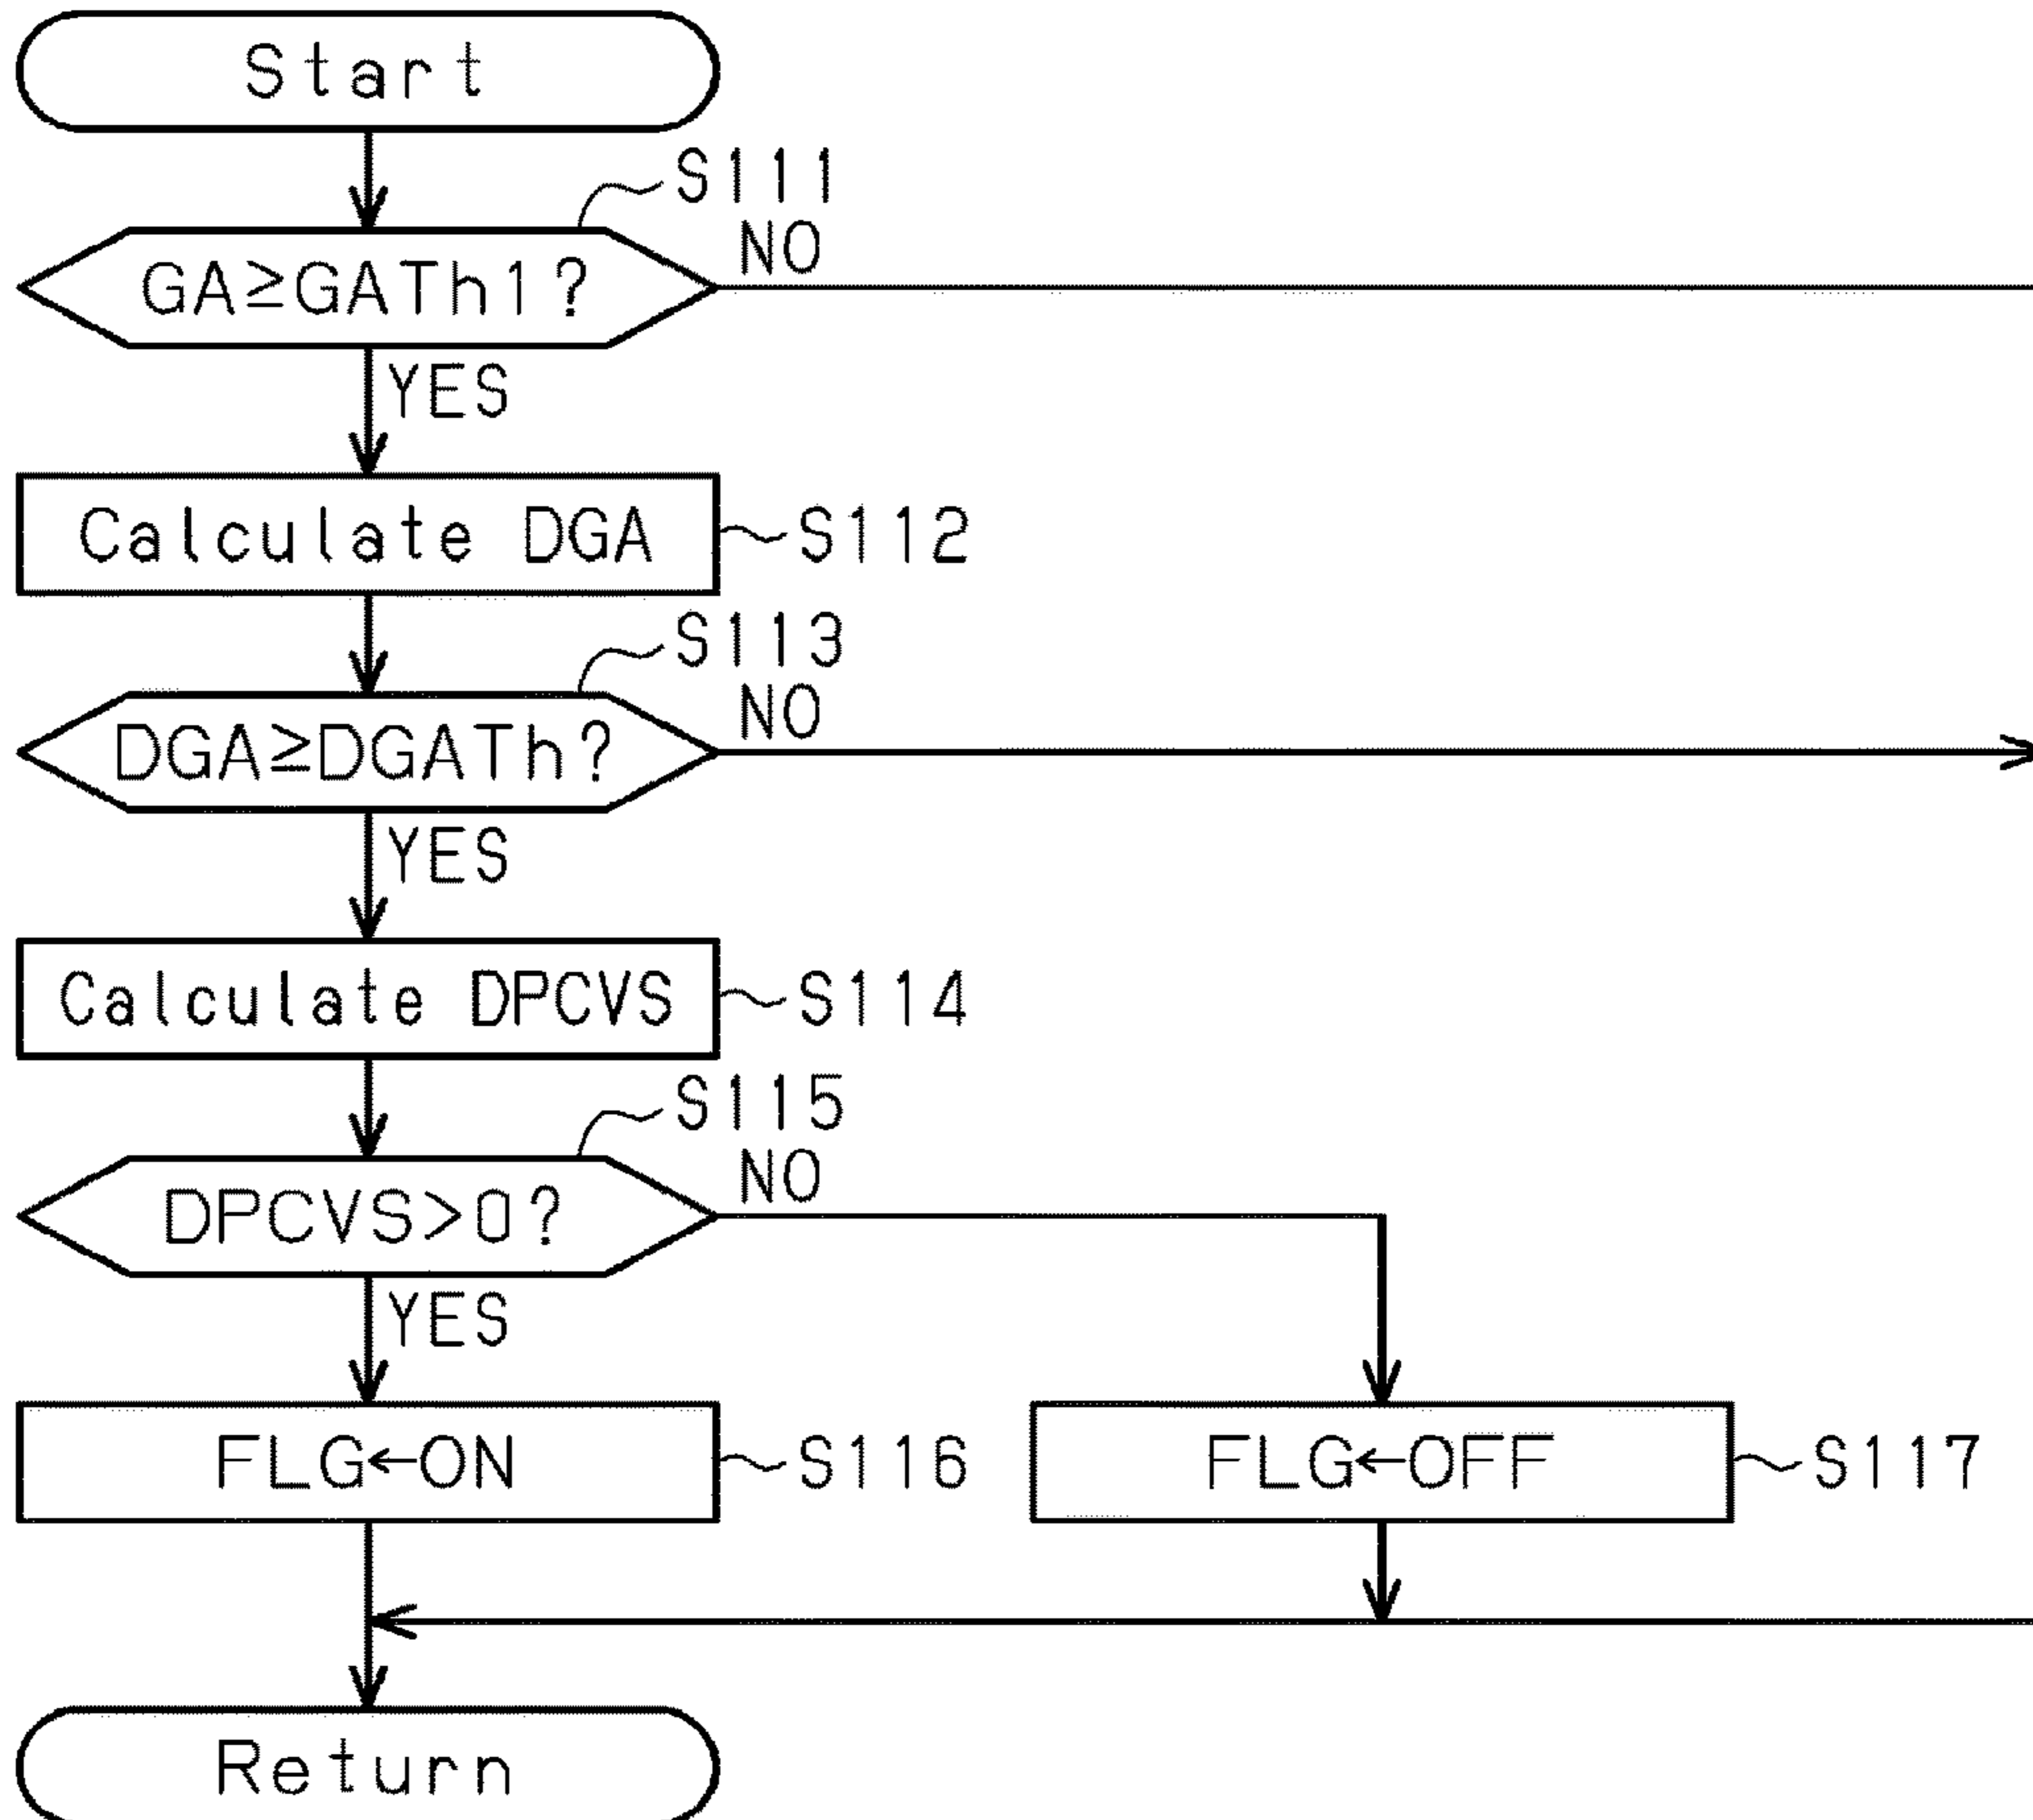 Start
S111
NO
GA≥GATh1?
YES
Calculate DGA
S112
S113
NO
DGA≥DGATh?
YES
Calculate DPCVS
S114
S115
NO
DPCVS>0?
YES
FLG←ON
S116
FLG←OFF
S117
Return